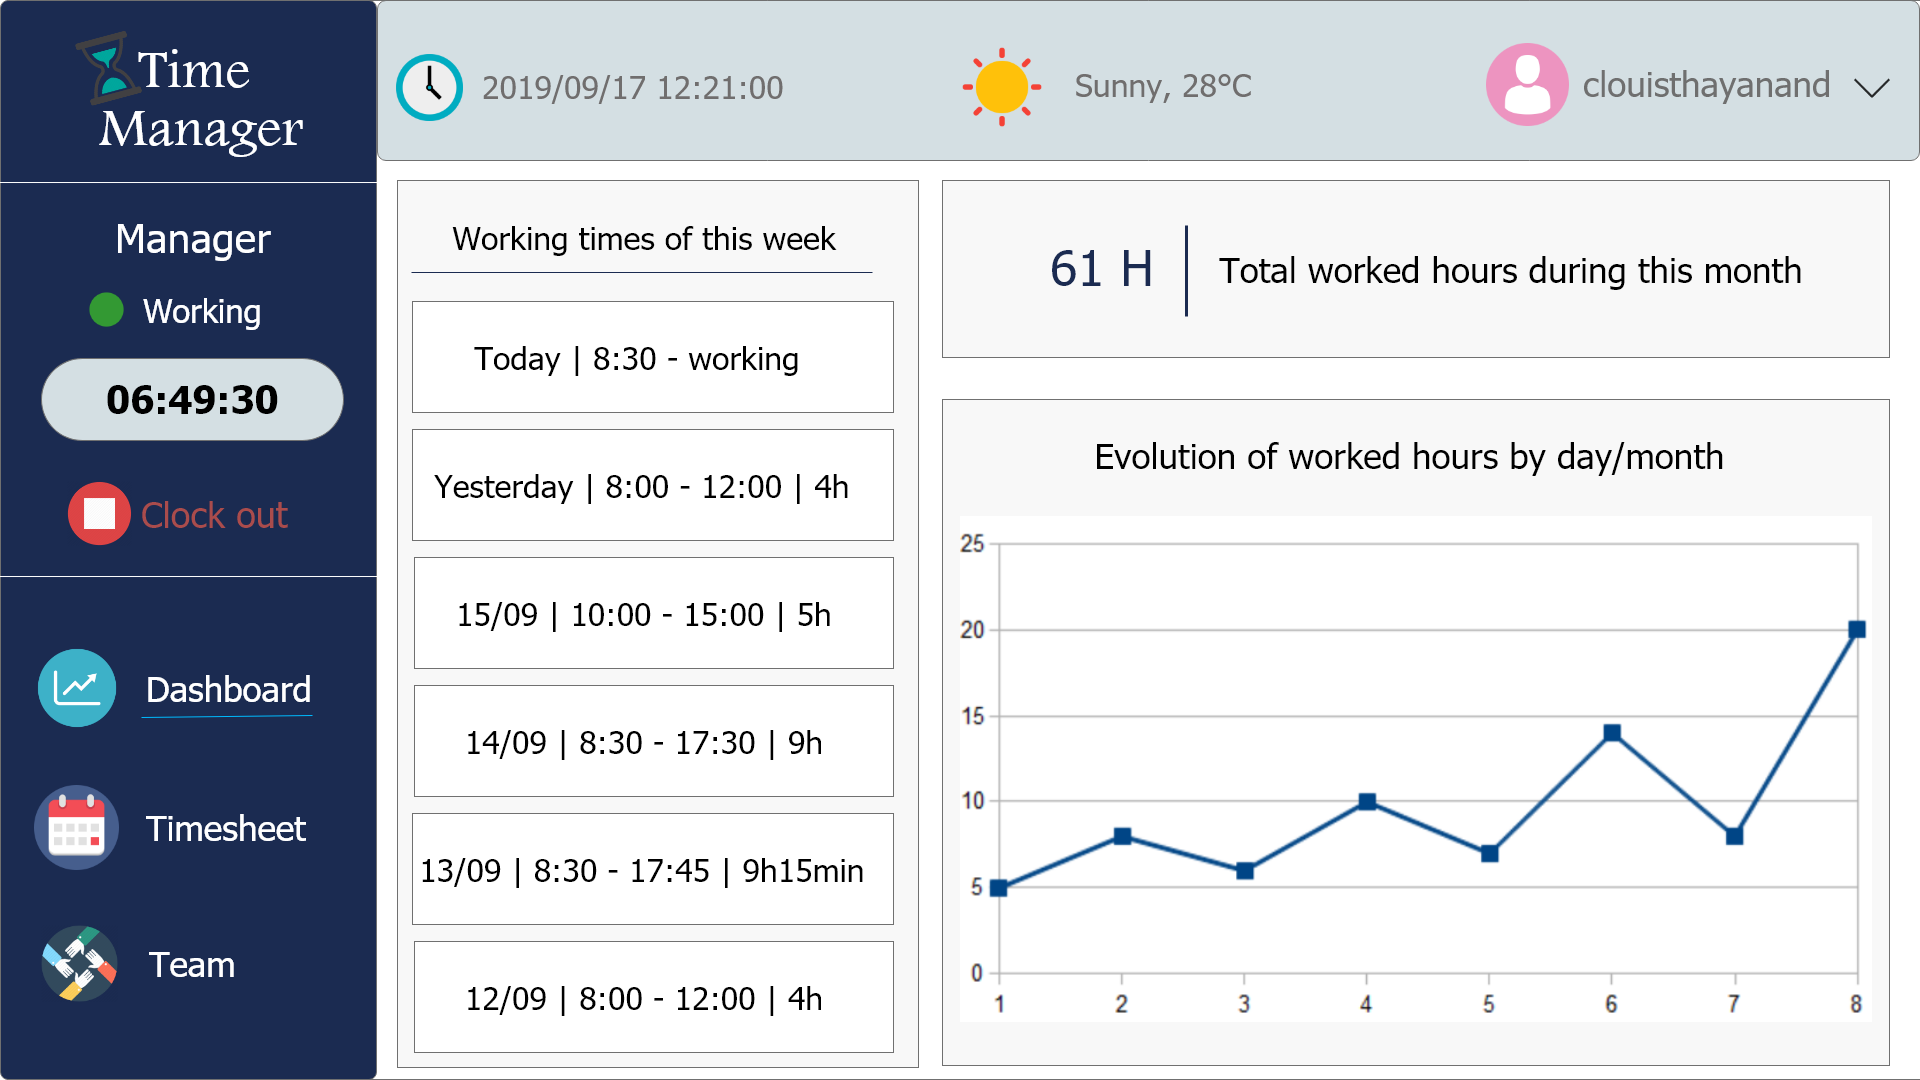 Time
Manager
2019/09/17 12:21:00
Sunny, 28°C
clouisthayanand
Manager
Working
06:49:30
Clock out
Dashboard
Timesheet
Team
Working times of this week
Today | 8:30 - working
Yesterday | 8:00 - 12:00 | 4h
15/09 | 10:00 - 15:00 | 5h
14/09 | 8:30 - 17:30 | 9h
13/09 | 8:30 - 17:45 | 9h15min
12/09 | 8:00 - 12:00 | 4h
61 H
Total worked hours during this month
Evolution of worked hours by day/month
25
20
15
10
5
0
1 2 3 4 5 6 7 8